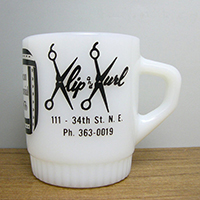 Klip & Kurl
111 - 34th St. N. E.
Ph. 363-0019